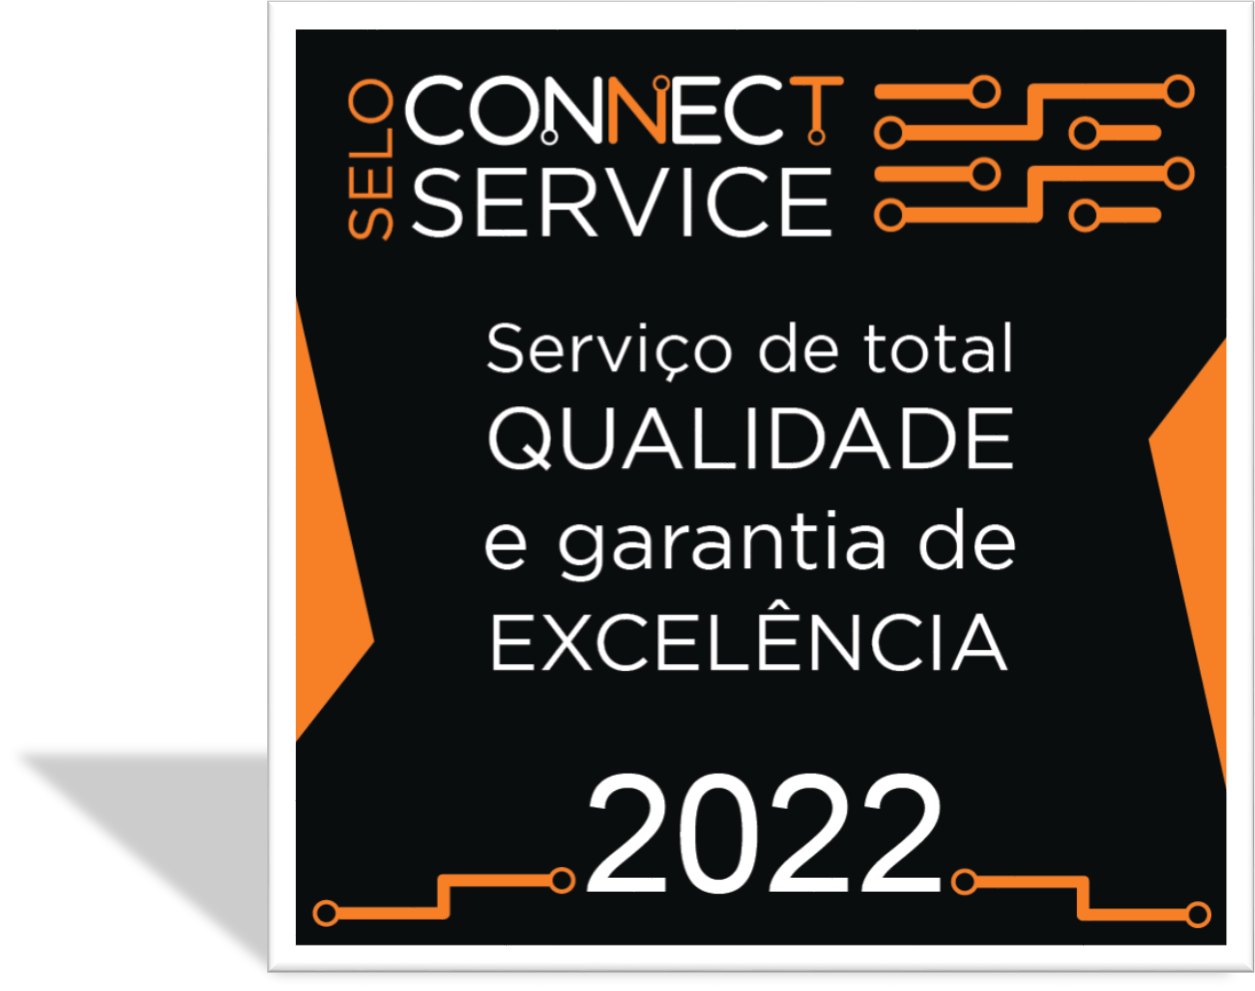 SELO
CONNECT
SERVICE
Serviço de total
QUALIDADE
e garantia de
EXCELÊNCIA
2022